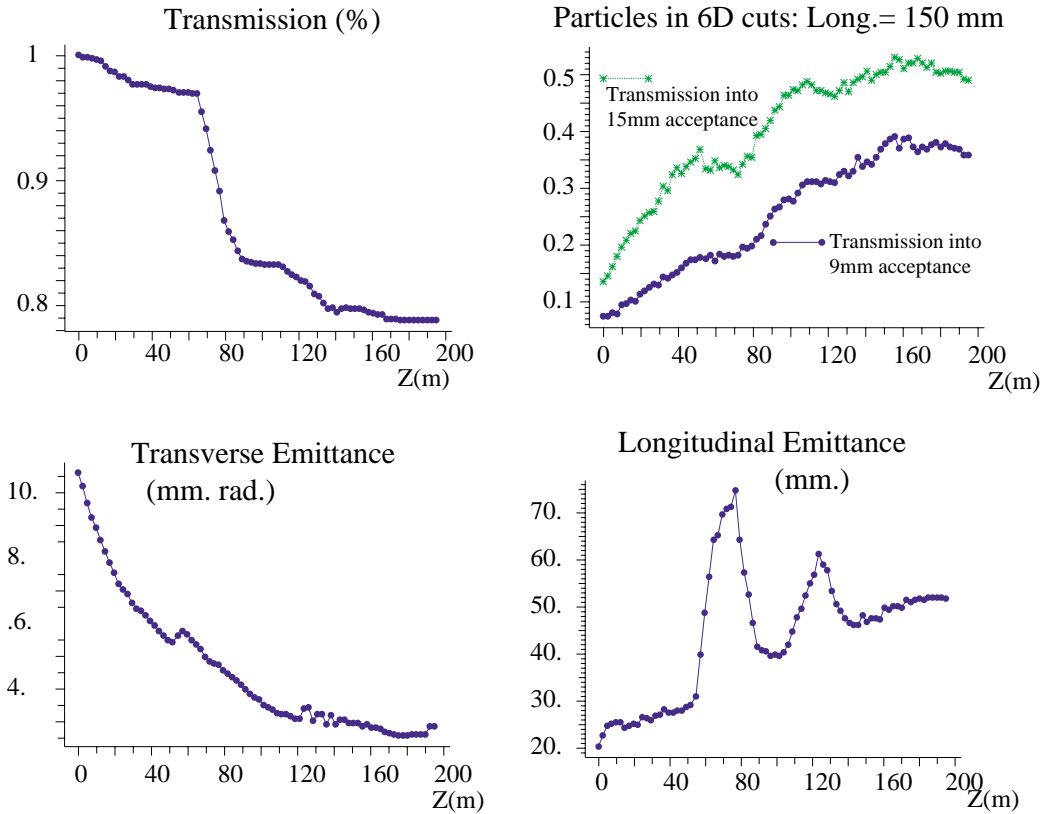 Transmission (%)
1
0.9
0.8
0 40 80 120 160 200
Z(m)
Particles in 6D cuts: Long.= 150 mm
0.5
0.4
0.3
0.2
0.1
Transmission into
15mm acceptance
Transmission into
9mm acceptance
0 40 80 120 160 200
Z(m)
Transverse Emittance
(mm. rad.)
10.
8.
.6.
4.
0 40 80 120 160 200
Z(m)
Longitudinal Emittance
(mm.)
70.
60.
50.
40.
30.
20.
0 40 80 120 160 200
Z(m)